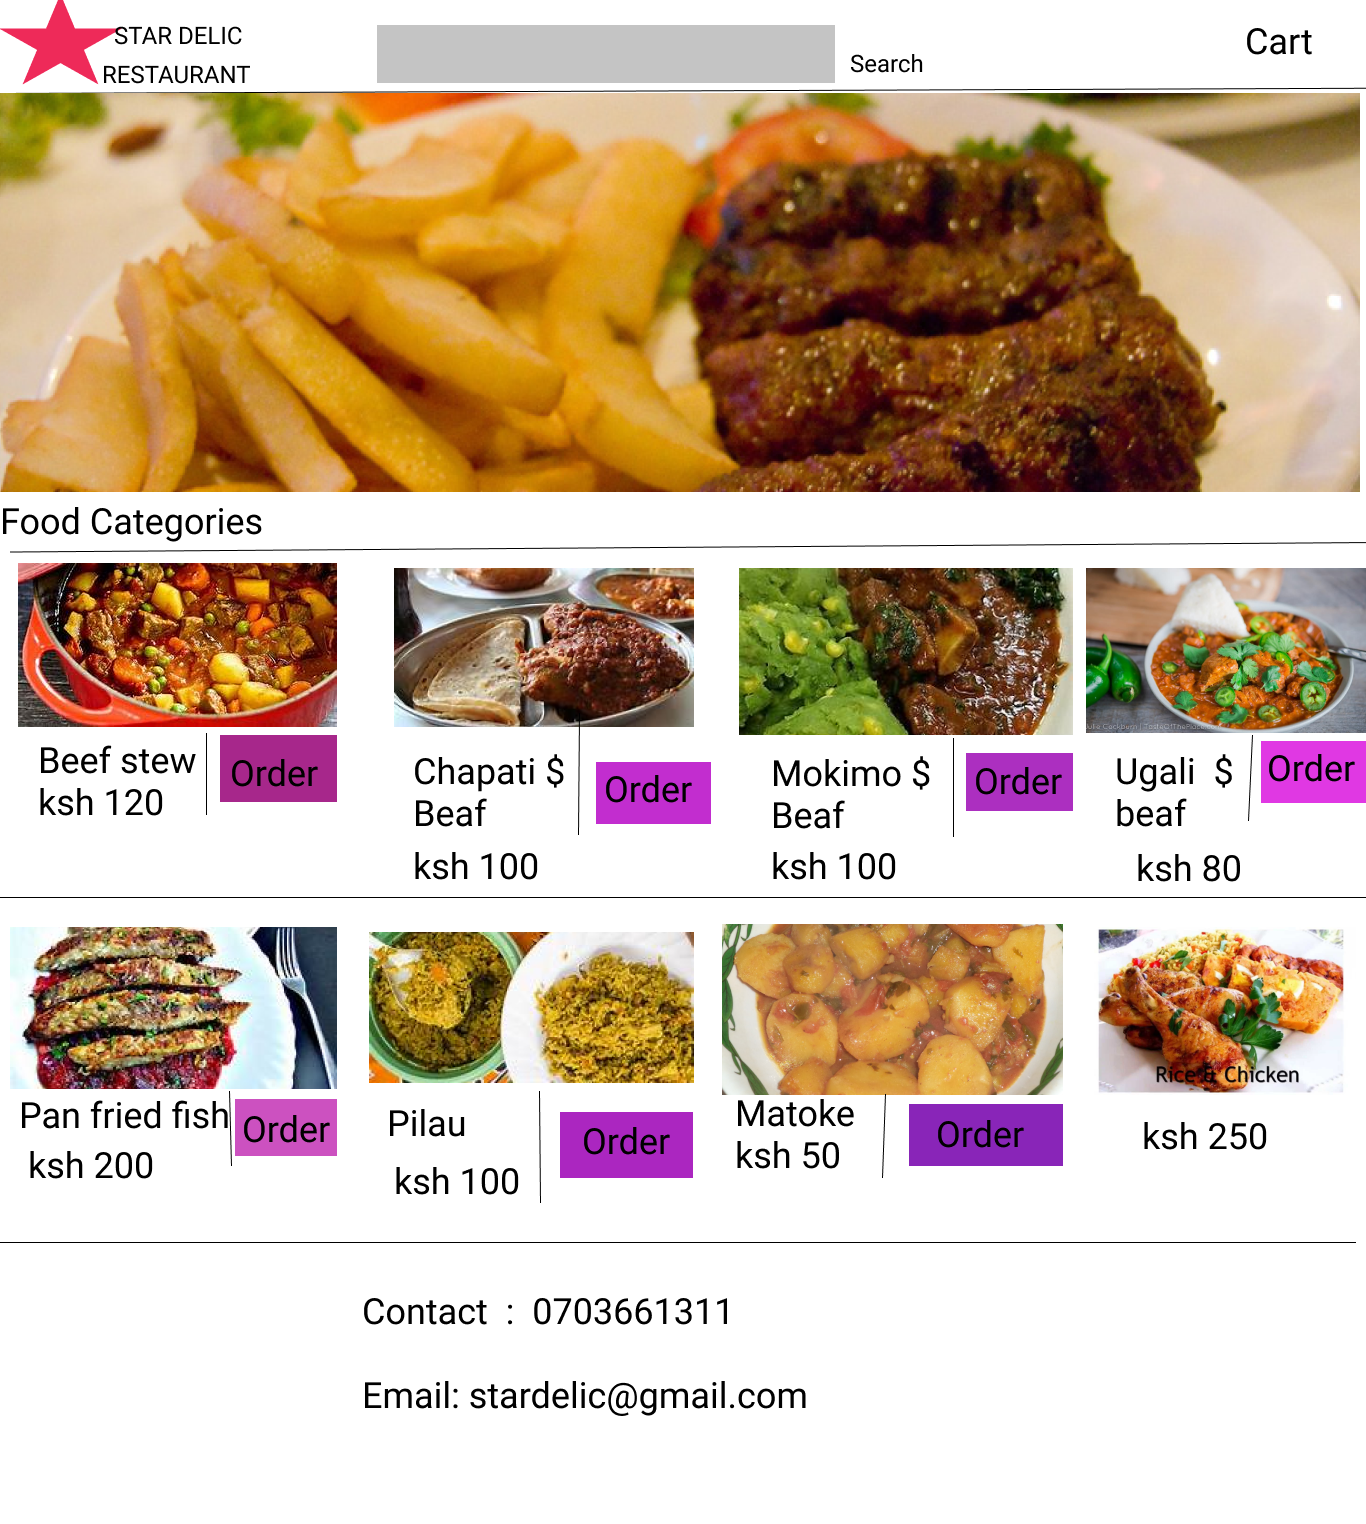 STAR DELIC
RESTAURANT
Search
Cart
Food Categories
Beef stew
ksh 120
Order
Chapati $
Beaf
ksh 100
Order
Mokimo $
Beaf
ksh 100
Order
Ugali $
beaf
ksh 80
Order
Pan fried fish
ksh 200
Order
Pilau
ksh 100
Order
Matoke
ksh 50
Order
Rice & Chicken
ksh 250
Contact : 0703661311
Email: stardelic@gmail.com